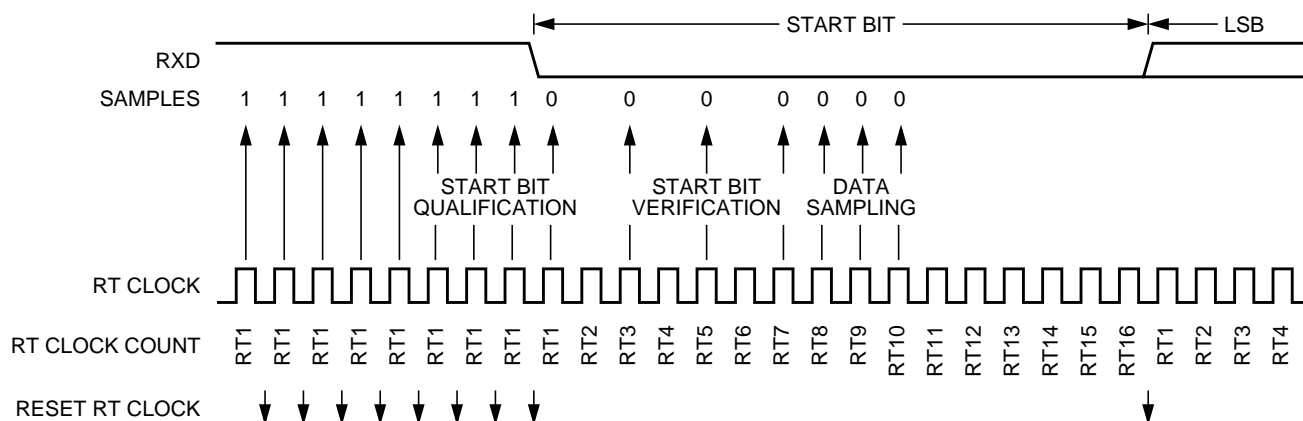 START BIT
LSB
RXD
SAMPLES 1 1 1 1 1 1 1 1 0 0 0 0 0 0 0
START BIT QUALIFICATION
START BIT VERIFICATION
DATA SAMPLING
RT CLOCK
RT CLOCK COUNT RT1 RT1 RT1 RT1 RT1 RT1 RT1 RT1 RT1 RT2 RT3 RT4 RT5 RT6 RT7 RT8 RT9 RT10 RT11 RT12 RT13 RT14 RT15 RT16 RT1 RT2 RT3 RT4
RESET RT CLOCK